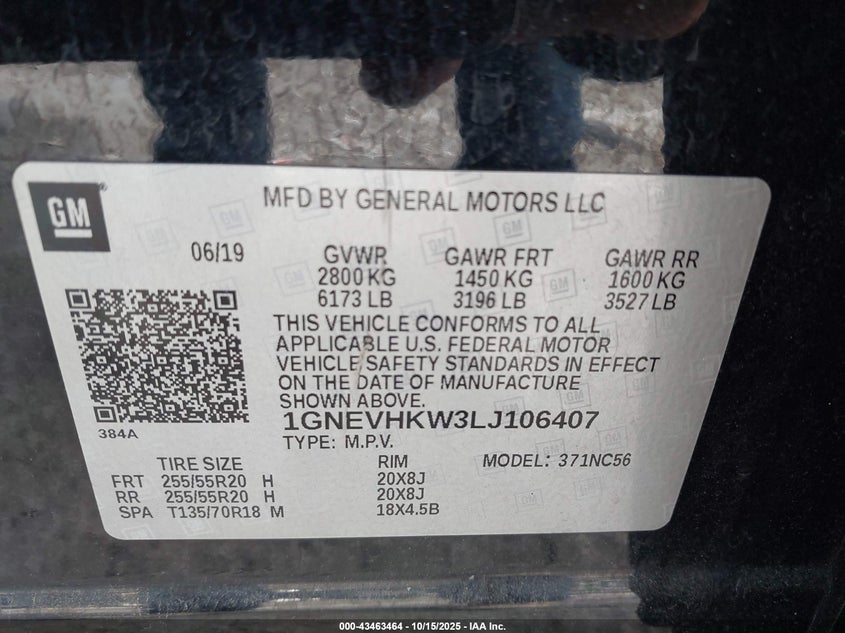 GM
MFD BY GENERAL MOTORS LLC
06/19
GVWR GAWR FRT GAWR RR
2800 KG 1450 KG 1600 KG
6173 LB 3196 LB 3527 LB
THIS VEHICLE CONFORMS TO ALL
APPLICABLE U.S. FEDERAL MOTOR
VEHICLE SAFETY STANDARDS IN EFFECT
ON THE DATE OF MANUFACTURE
SHOWN ABOVE.
384A
1GNEVHKW3LJ106407
TYPE: M.P.V.
TIRE SIZE RIM MODEL: 371NC56
FRT 255/55R20 H 20X8J
RR 255/55R20 H 20X8J
SPA T135/70R18 M 18X4.5B
000-43463464 - 10/15/2025 - IAA Inc.